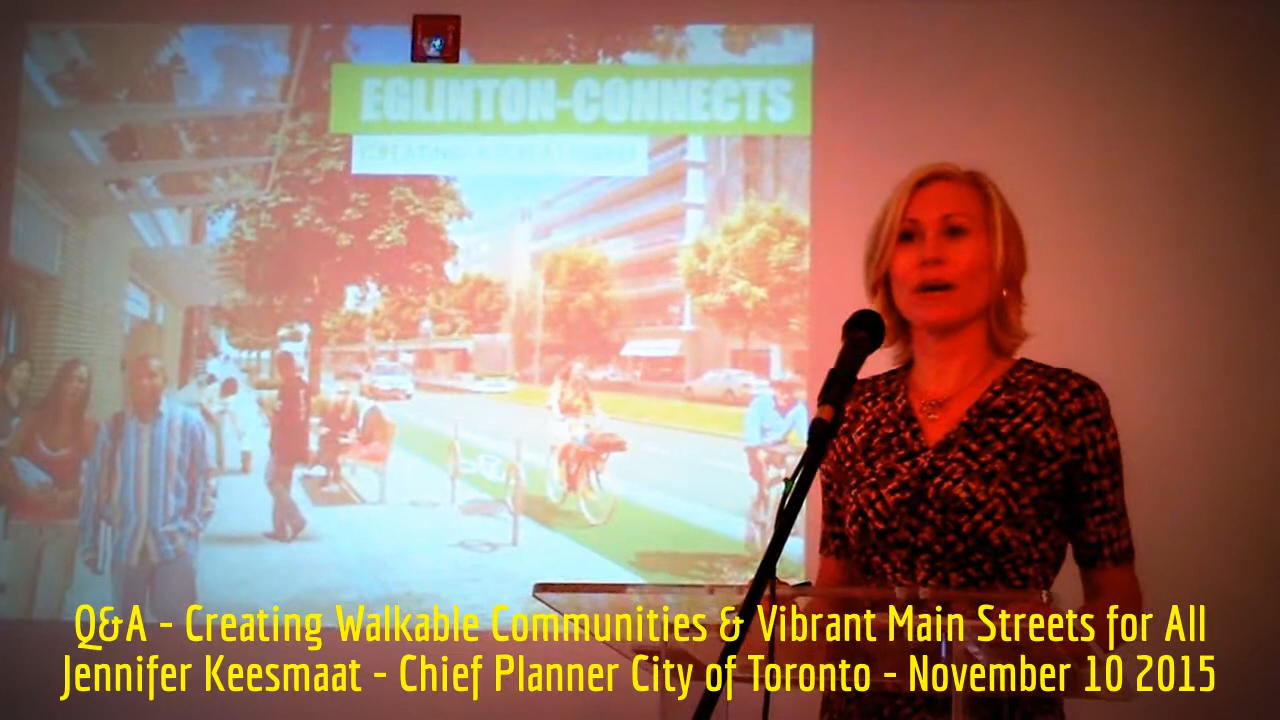 EGLINTON-CONNECTS
CREATING
Q&A - Creating Walkable Communities & Vibrant Main Streets for All
Jennifer Keesmaat - Chief Planner City of Toronto - November 10 2015